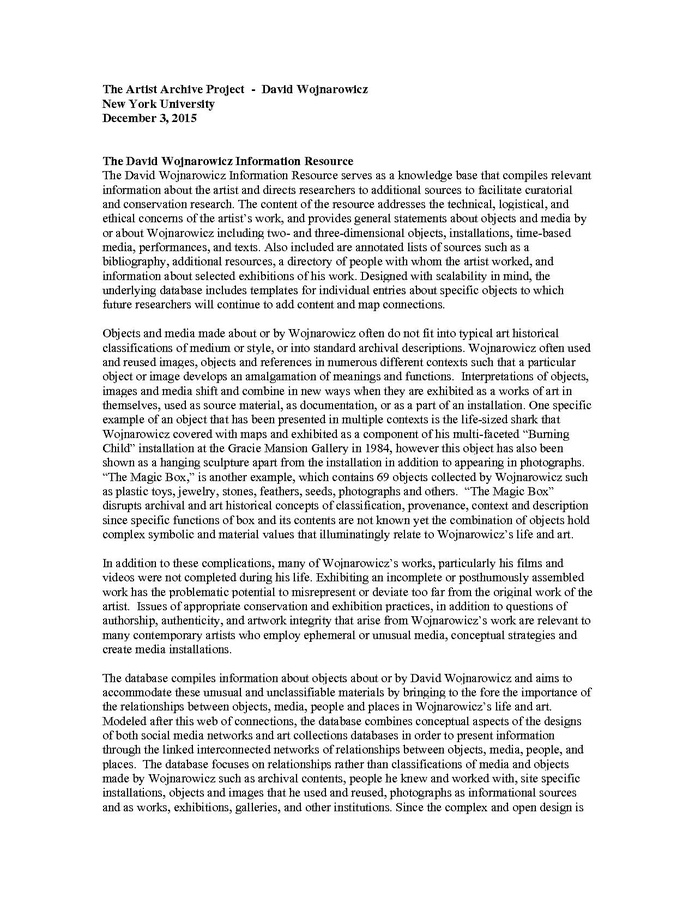 The Artist Archive Project  -  David Wojnarowicz
New York University
December 3, 2015
The David Wojnarowicz Information Resource
The David Wojnarowicz Information Resource serves as a knowledge base that compiles relevant
information about the artist and directs researchers to additional sources to facilitate curatorial
and conservation research. The content of the resource addresses the technical, logistical, and
ethical concerns of the artist's work, and provides general statements about objects and media by
or about Wojnarowicz including two- and three-dimensional objects, installations, time-based
media, performances, and texts. Also included are annotated lists of sources such as a
bibliography, additional resources, a directory of people with whom the artist worked, and
information about selected exhibitions of his work. Designed with scalability in mind, the
underlying database includes templates for individual entries about specific objects to which
future researchers will continue to add content and map connections.
Objects and media made about or by Wojnarowicz often do not fit into typical art historical
classifications of medium or style, or into standard archival descriptions. Wojnarowicz often used
and reused images, objects and references in numerous different contexts such that a particular
object or image develops an amalgamation of meanings and functions.  Interpretations of objects,
images and media shift and combine in new ways when they are exhibited as a works of art in
themselves, used as source material, as documentation, or as a part of an installation. One specific
example of an object that has been presented in multiple contexts is the life-sized shark that
Wojnarowicz covered with maps and exhibited as a component of his multi-faceted “Burning
Child” installation at the Gracie Mansion Gallery in 1984, however this object has also been
shown as a hanging sculpture apart from the installation in addition to appearing in photographs.
“The Magic Box,” is another example, which contains 69 objects collected by Wojnarowicz such
as plastic toys, jewelry, stones, feathers, seeds, photographs and others.  “The Magic Box”
disrupts archival and art historical concepts of classification, provenance, context and description
since specific functions of box and its contents are not known yet the combination of objects hold
complex symbolic and material values that illuminatingly relate to Wojnarowicz's life and art.
In addition to these complications, many of Wojnarowicz's works, particularly his films and
videos were not completed during his life. Exhibiting an incomplete or posthumously assembled
work has the problematic potential to misrepresent or deviate too far from the original work of the
artist.  Issues of appropriate conservation and exhibition practices, in addition to questions of
authorship, authenticity, and artwork integrity that arise from Wojnarowicz's work are relevant to
many contemporary artists who employ ephemeral or unusual media, conceptual strategies and
create media installations.
The database compiles information about objects about or by David Wojnarowicz and aims to
accommodate these unusual and unclassifiable materials by bringing to the fore the importance of
the relationships between objects, media, people and places in Wojnarowicz's life and art.
Modeled after this web of connections, the database combines conceptual aspects of the designs
of both social media networks and art collections databases in order to present information
through the linked interconnected networks of relationships between objects, media, people, and
places.  The database focuses on relationships rather than classifications of media and objects
made by Wojnarowicz such as archival contents, people he knew and worked with, site specific
installations, objects and images that he used and reused, photographs as informational sources
and as works, exhibitions, galleries, and other institutions. Since the complex and open design is